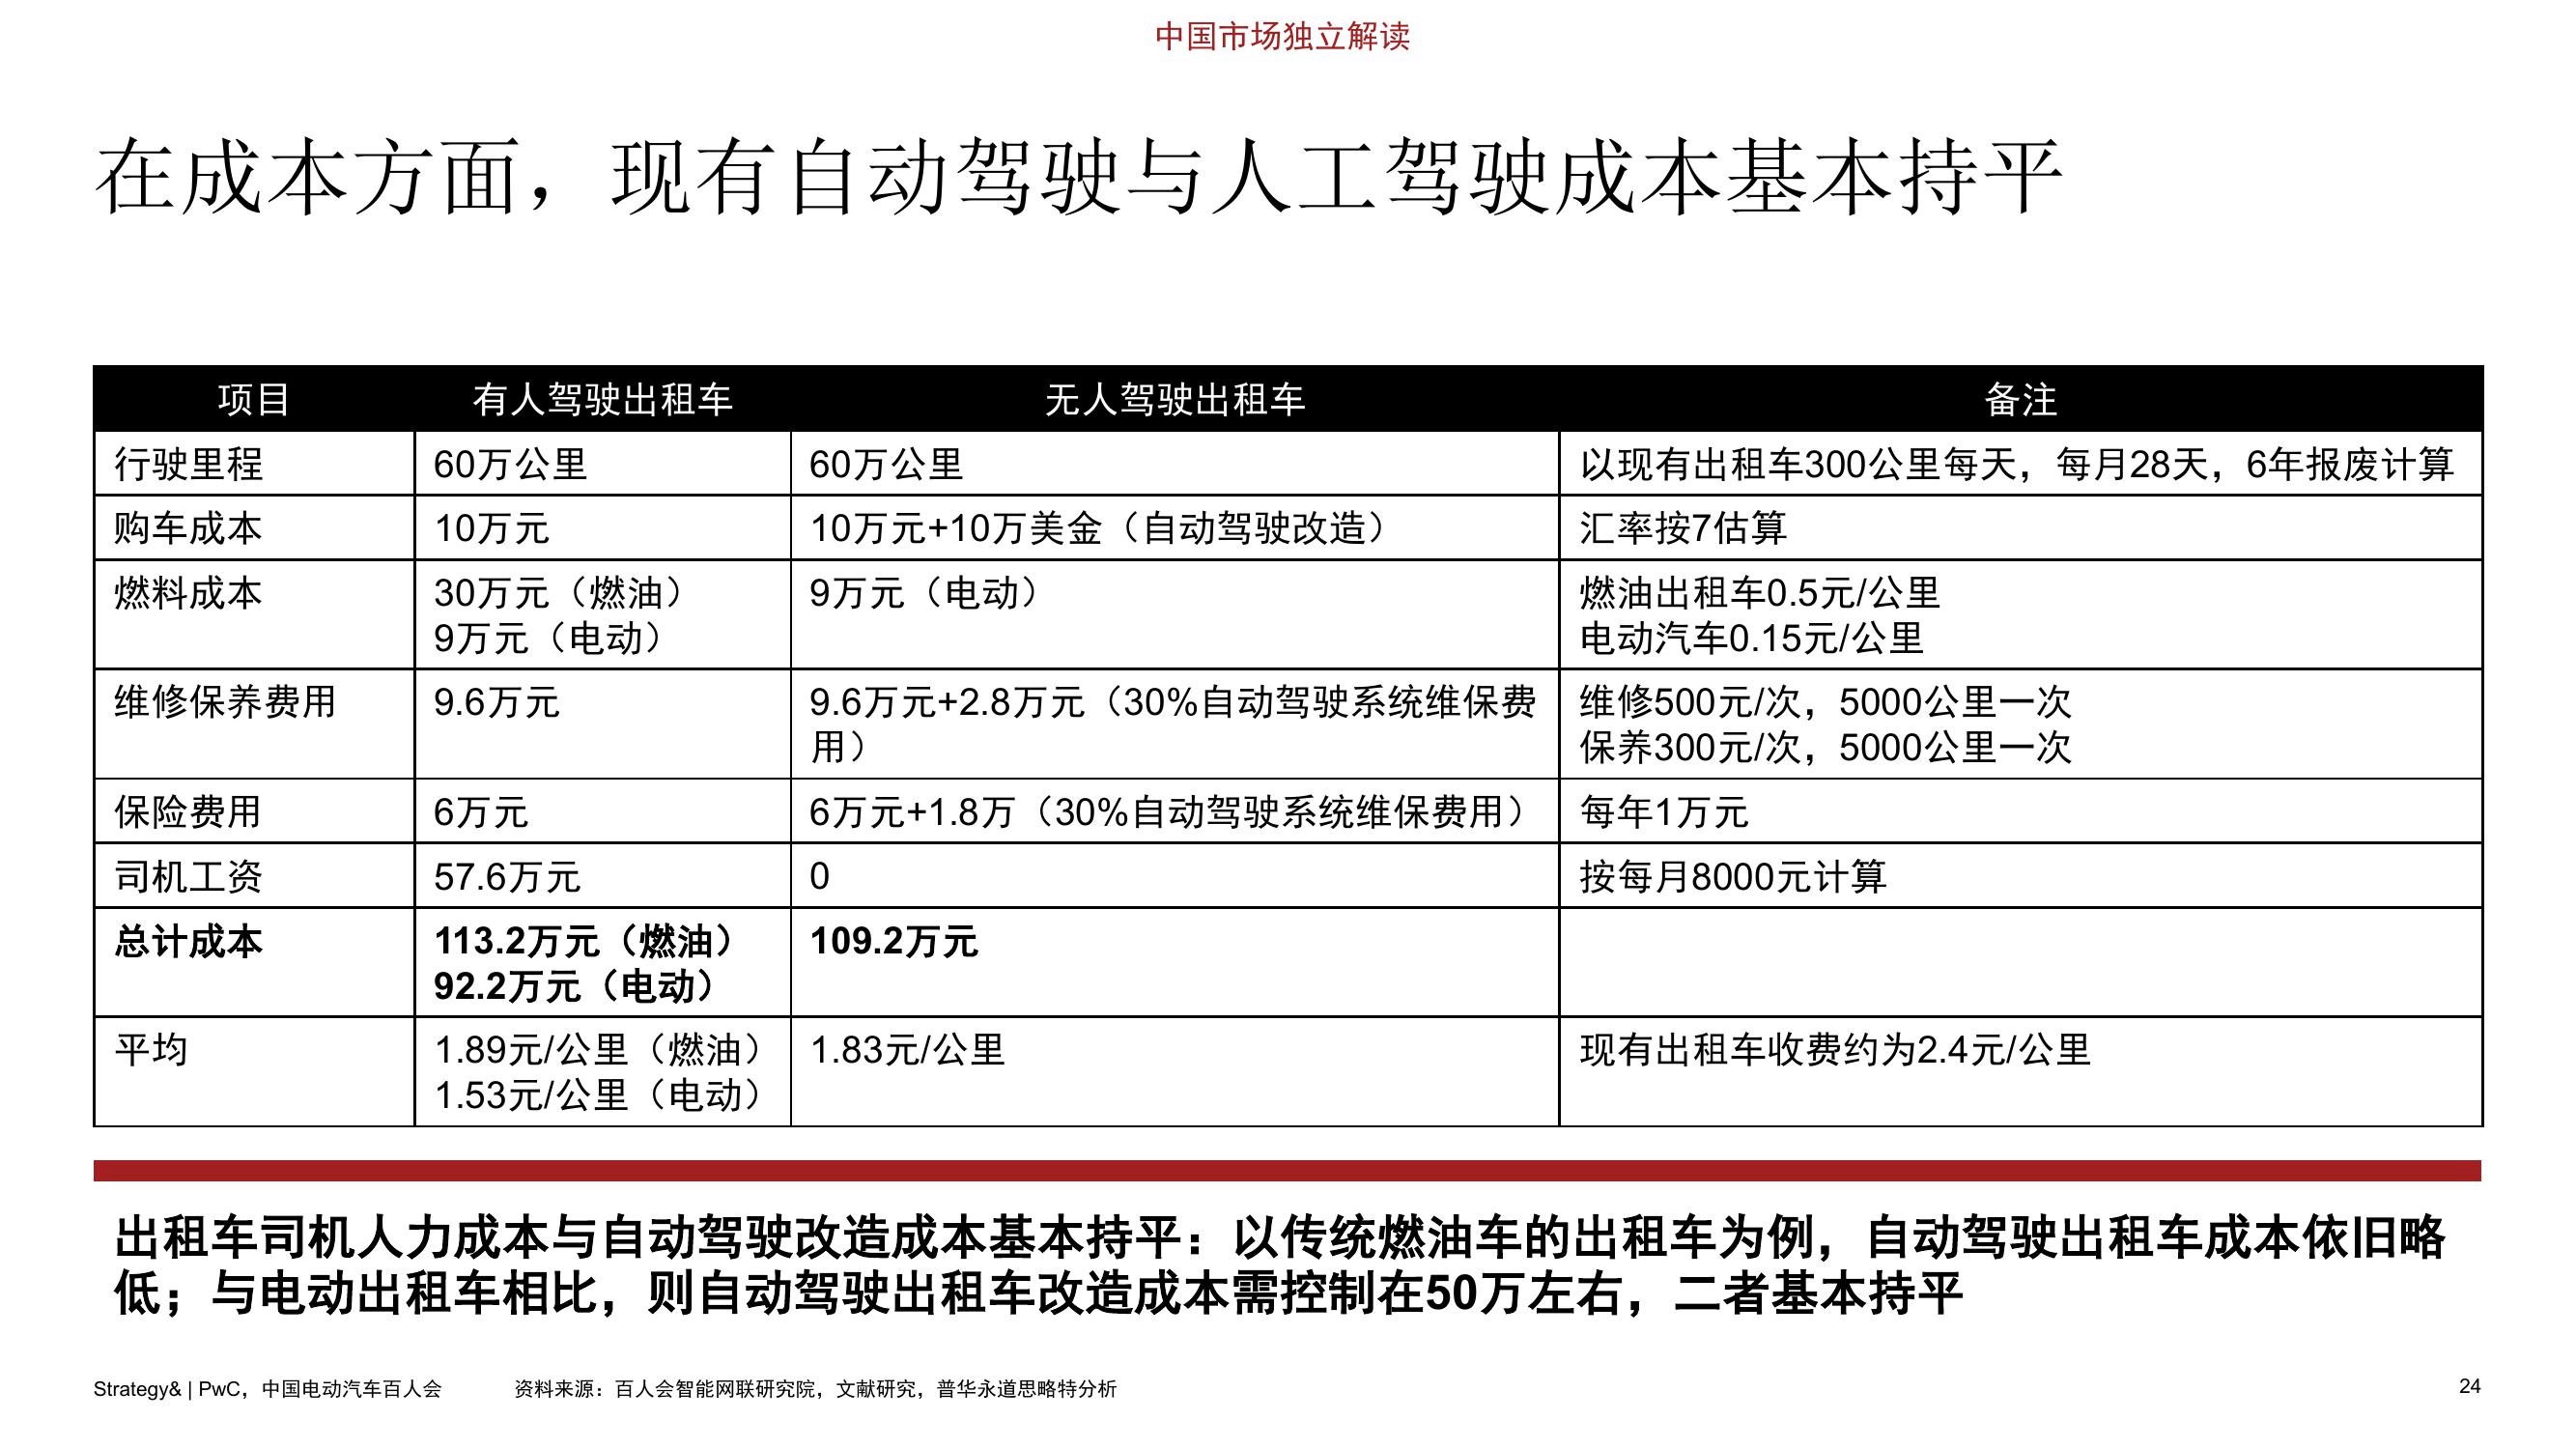 中国市场独立解读
在成本方面，现有自动驾驶与人工驾驶成本基本持平
项目 有人驾驶出租车 无人驾驶出租车 备注
行驶里程 60万公里 60万公里 以现有出租车300公里每天，每月28天，6年报废计算
购车成本 10万元 10万元+10万美金（自动驾驶改造） 汇率按7估算
燃料成本 30万元（燃油） 9万元（电动） 燃油出租车0.5元/公里
9万元（电动） 电动汽车0.15元/公里
维修保养费用 9.6万元 9.6万元+2.8万元（30%自动驾驶系统维保费 维修500元/次，5000公里一次
用） 保养300元/次，5000公里一次
保险费用 6万元 6万元+1.8万（30%自动驾驶系统维保费用） 每年1万元
司机工资 57.6万元 0 按每月8000元计算
总计成本 113.2万元（燃油） 109.2万元
92.2万元（电动）
平均 1.89元/公里（燃油） 1.83元/公里 现有出租车收费约为2.4元/公里
1.53元/公里（电动）
出租车司机人力成本与自动驾驶改造成本基本持平：以传统燃油车的出租车为例，自动驾驶出租车成本依旧略
低；与电动出租车相比，则自动驾驶出租车改造成本需控制在50万左右，二者基本持平
Strategy& | PwC，中国电动汽车百人会 资料来源：百人会智能网联研究院，文献研究，普华永道思略特分析 24